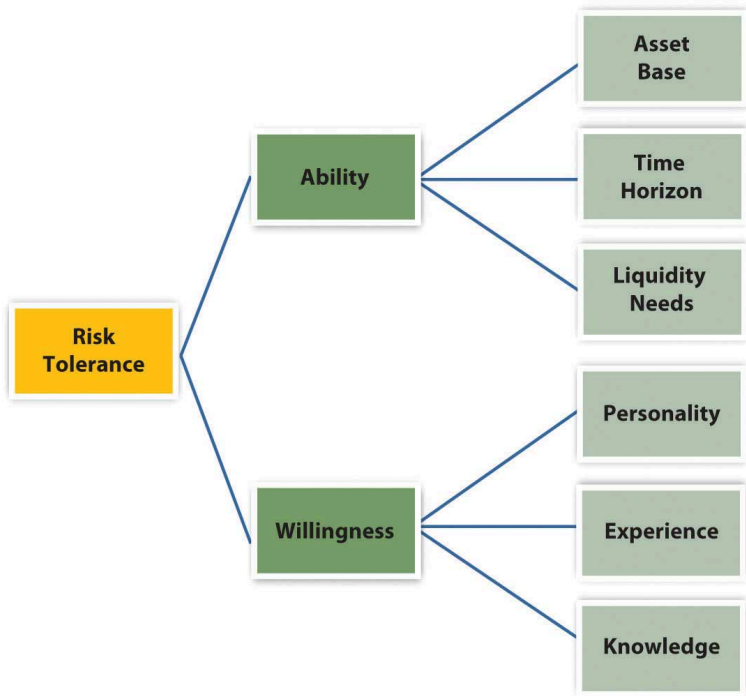 Asset
Base
Ability
Time
Horizon
Liquidity
Needs
Risk
Tolerance
Personality
Willingness
Experience
Knowledge